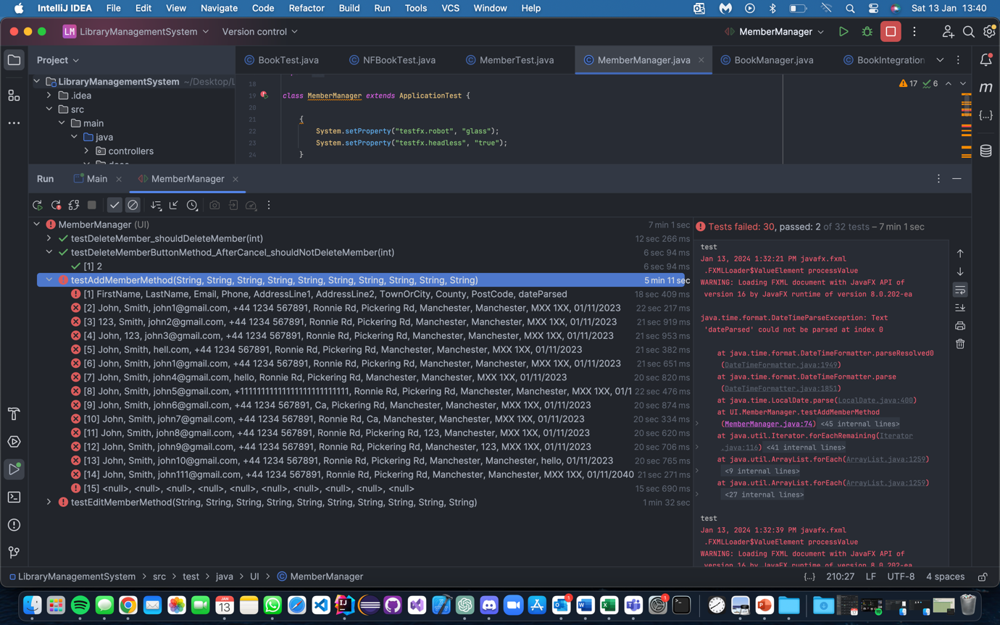 IntelliJ IDEA File Edit View Navigate Code Refactor Build Run Tools VCS Window Help Sat 13 Jan 13:40
LM LibraryManagementSystem Version control MemberManager
Project BookTest.java NFBookTest.java MemberTest.java MemberManager.java BookManager.java BookIntegration
LibraryManagementSystem ~/Desktop/L
.idea
src
main
java
controllers
18
19 class MemberManager extends ApplicationTest {
20
21 {
22 System.setProperty("testfx.robot", "glass");
23 System.setProperty("testfx.headless", "true");
24 }
17 6
Run Main MemberManager
MemberManager (UI) 7 min 1 sec
testDeleteMember_shouldDeleteMember(int) 12 sec 266 ms
testDeleteMemberButtonMethod_AfterCancel_shouldNotDeleteMember(int) 6 sec 94 ms
[1] 2 6 sec 94 ms
testAddMemberMethod(String, String, String, String, String, String, String, String, String, String) 5 min 11 sec
[1] FirstName, LastName, Email, Phone, AddressLine1, AddressLine2, TownOrCity, County, PostCode, dateParsed 18 sec 409 ms
[2] John, Smith, john1@gmail.com, +44 1234 567891, Ronnie Rd, Pickering Rd, Manchester, Manchester, MXX 1XX, 01/11/2023 22 sec 217 ms
[3] 123, Smith, john2@gmail.com, +44 1234 567891, Ronnie Rd, Pickering Rd, Manchester, Manchester, MXX 1XX, 01/11/2023 21 sec 919 ms
[4] John, 123, john3@gmail.com, +44 1234 567891, Ronnie Rd, Pickering Rd, Manchester, Manchester, MXX 1XX, 01/11/2023 21 sec 953 ms
[5] John, Smith, hell.com, +44 1234 567891, Ronnie Rd, Pickering Rd, Manchester, Manchester, MXX 1XX, 01/11/2023 21 sec 382 ms
[6] John, Smith, john1@gmail.com, +44 1234 567891, Ronnie Rd, Pickering Rd, Manchester, Manchester, MXX 1XX, 01/11/2023 21 sec 651 ms
[7] John, Smith, john4@gmail.com, hello, Ronnie Rd, Pickering Rd, Manchester, Manchester, MXX 1XX, 01/11/2023 20 sec 820 ms
[8] John, Smith, john5@gmail.com, Ronnie Rd, Pickering Rd, Manchester, Manchester, MXX 1XX, 01/1 22 sec 476 ms
[9] John, Smith, john6@gmail.com, +44 1234 567891, Ca, Pickering Rd, Manchester, Manchester, MXX 1XX, 01/11/2023 20 sec 874 ms
[10] John, Smith, john7@gmail.com, +44 1234 567891, Ronnie Rd, Ca, Manchester, Manchester, MXX 1XX, 01/11/2023 20 sec 334 ms
[11] John, Smith, john8@gmail.com, +44 1234 567891, Ronnie Rd, Pickering Rd, 123, Manchester, MXX 1XX, 01/11/2023 20 sec 620 ms
[12] John, Smith, john9@gmail.com, +44 1234 567891, Ronnie Rd, Pickering Rd, Manchester, 123, MXX 1XX, 01/11/2023 20 sec 706 ms
[13] John, Smith, john10@gmail.com, +44 1234 567891, Ronnie Rd, Pickering Rd, Manchester, Manchester, hello, 01/11/2023 20 sec 765 ms
[14] John, Smith, john111@gmail.com, +44 1234 567891, Ronnie Rd, Pickering Rd, Manchester, Manchester, MXX 1XX, 01/11/2040 21 sec 271 ms
[15] <null>, <null>, <null>, <null>, <null>, <null>, <null>, <null>, <null>, <null> 15 sec 690 ms
testEditMemberMethod(String, String, String, String, String, String, String, String, String, String) 1 min 32 sec
Tests failed: 30, passed: 2 of 32 tests – 7 min 1 sec
test
Jan 13, 2024 1:32:21 PM javafx.fxml
.FXMLLoader$ValueElement processValue
WARNING: Loading FXML document with JavaFX API of
version 16 by JavaFX runtime of version 8.0.202-ea
java.time.format.DateTimeParseException: Text
'dateParsed' could not be parsed at index 0
at java.time.format.DateTimeFormatter.parseResolved0
(DateTimeFormatter.java:1949)
at java.time.format.DateTimeFormatter.parse
(DateTimeFormatter.java:1851)
at java.time.LocalDate.parse(LocalDate.java:400)
at UI.MemberManager.testAddMemberMethod
(MemberManager.java:74) <45 internal lines>
at java.util.Iterator.forEachRemaining(Iterator
.java:116) <41 internal lines>
at java.util.ArrayList.forEach(ArrayList.java:1259)
<9 internal lines>
at java.util.ArrayList.forEach(ArrayList.java:1259)
<27 internal lines>
test
Jan 13, 2024 1:32:39 PM javafx.fxml
.FXMLLoader$ValueElement processValue
WARNING: Loading FXML document with JavaFX API of
version 16 by JavaFX runtime of version 8.0.202-ea
LibraryManagementSystem > src > test > java > UI > MemberManager {...} 210:27 LF UTF-8 4 spaces
JAN
13